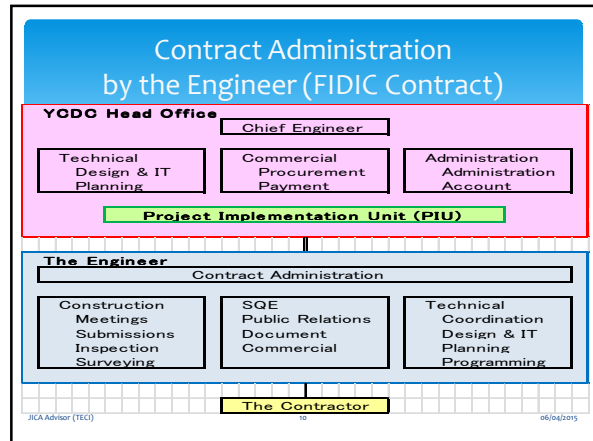 Contract Administration
by the Engineer (FIDIC Contract)
YCDC Head Office
Chief Engineer
Technical
Design & IT
Planning
Commercial
Procurement
Payment
Administration
Administration
Account
Project Implementation Unit (PIU)
The Engineer
Contract Administration
Construction
Meetings
Submissions
Inspection
Surveying
SQE
Public Relations
Document
Commercial
Technical
Coordination
Design & IT
Planning
Programming
The Contractor
JICA Advisor (TECI)
10
06/04/2015